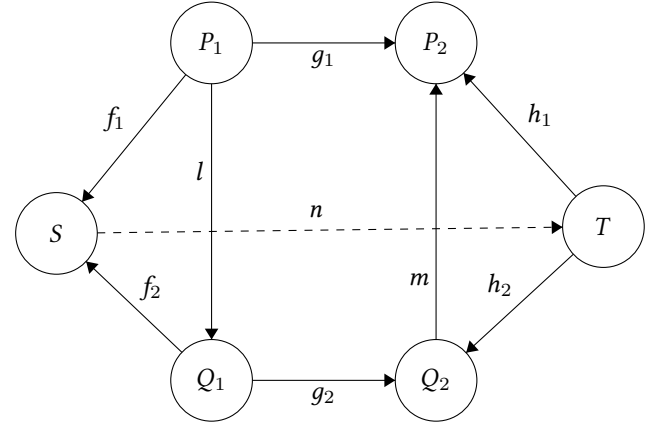 P₁
P₂
g₁
f₁
h₁
l
n
S
T
f₂
m
h₂
Q₁
Q₂
g₂